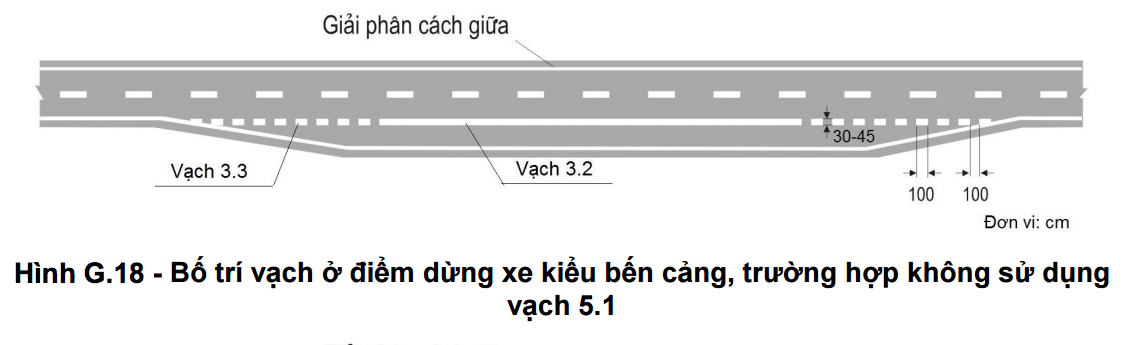 Giải phân cách giữa
30-45
Vạch 3.3
Vạch 3.2
100
100
Đơn vi: cm
Hình G.18 - Bố trí vạch ở điểm dừng xe kiểu bến cảng, trường hợp không sử dụng
vạch 5.1